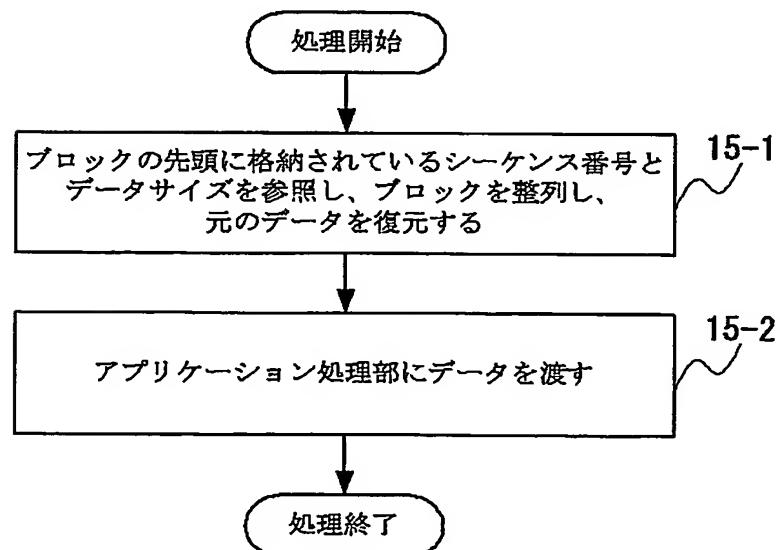 処理開始
ブロックの先頭に格納されているシーケンス番号と
データサイズを参照し、ブロックを整列し、
元のデータを復元する
15-1
アプリケーション処理部にデータを渡す
15-2
処理終了